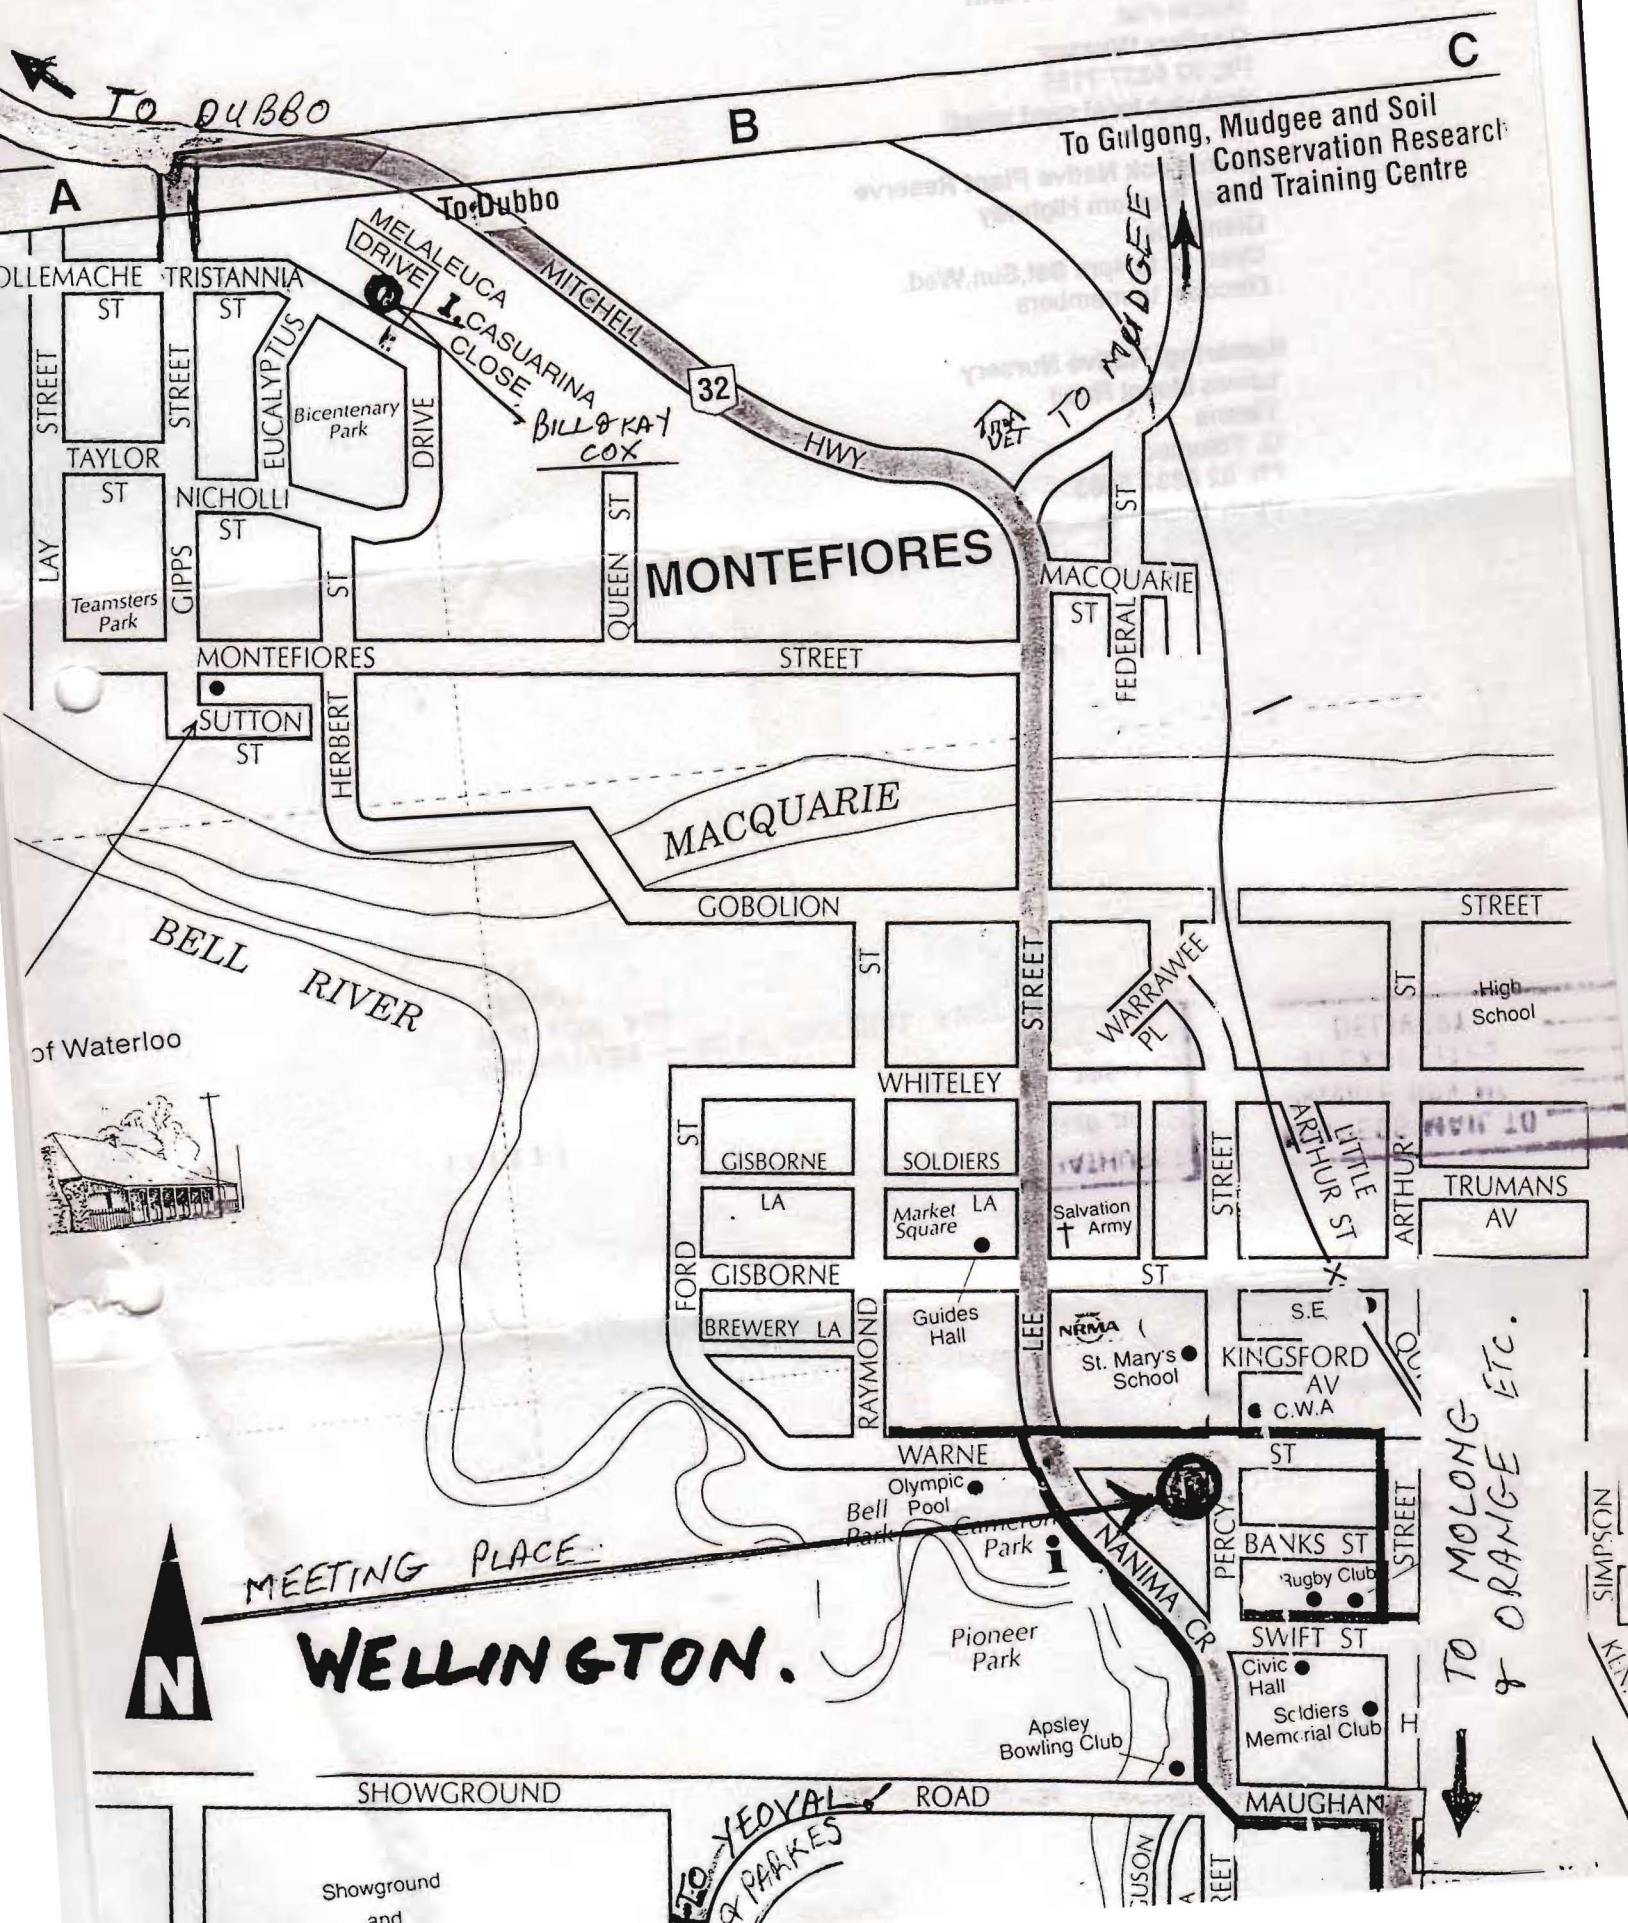 TO DUBBO
A
B
C
To Gulgong, Mudgee and Soil
Conservation Research
and Training Centre
To Dubbo
TO MUDGEE
MELALEUCA
DRIVE
1. CASUARINA
CLOSE
BILL & KAY
COX
OLLEMACHE
ST
TRISTANNIA
ST
MITCHELL
32
HWY
VET
STREET
STREET
EUCALYPTUS
Bicentenary
Park
DRIVE
TAYLOR
ST
NICHOLLI
ST
LAY
GIPPS
ST
QUEEN ST
MONTEFIORES
ST
MACQUARIE
ST
FEDERAL
Teamsters
Park
MONTEFIORES
STREET
SUTTON
ST
HERBERT
MACQUARIE
BELL RIVER
GOBOLION
STREET
ST
STREET
WARRAWEE
PL
ST
High
School
of Waterloo
WHITELEY
ST
GISBORNE
LA
SOLDIERS
LA
Market
Square
Salvation
Army
STREET
LITTLE
ARTHUR ST
ARTHUR
TRUMANS
AV
FORD
GISBORNE
ST
BREWERY LA
RAYMOND
Guides
Hall
LEE
NRMA
St. Mary's
School
S.E
KINGSFORD
AV
C.W.A
WARNE
ST
Olympic
Pool
Bell
Park
Cameron
Park
i
NANIMA CR
PERCY
BANKS ST
Rugby Club
STREET
SIMPSON
MEETING PLACE
N
WELLINGTON.
Pioneer
Park
SWIFT ST
Civic
Hall
Soldiers
Memorial Club
H
TO MOLONG
& ORANGE ETC.
Apsley
Bowling Club
SHOWGROUND
ROAD
MAUGHAN
TO YEOVAL
& PARKES
GUSON
REET
Showground
and